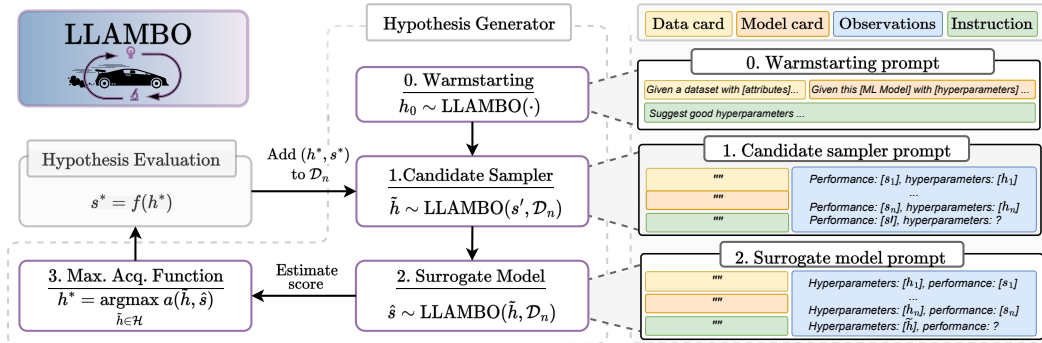 LLAMBO
Hypothesis Generator
0. Warmstarting
h₀ ∼ LLAMBO(·)
Hypothesis Evaluation
s* = f(h*)
Add (h*, s*)
to 𝒟ₙ
1.Candidate Sampler
h̃ ∼ LLAMBO(s′, 𝒟ₙ)
3. Max. Acq. Function
h* = argmax a(h̃, ŝ)
h̃∈ℋ
Estimate
score
2. Surrogate Model
ŝ ∼ LLAMBO(h̃, 𝒟ₙ)
Data card
Model card
Observations
Instruction
0. Warmstarting prompt
Given a dataset with [attributes]...
Given this [ML Model] with [hyperparameters] ...
Suggest good hyperparameters ...
1. Candidate sampler prompt
""
""
""
Performance: [s₁], hyperparameters: [h₁]
...
Performance: [sₙ], hyperparameters: [hₙ]
Performance: [s′], hyperparameters: ?
2. Surrogate model prompt
""
""
""
Hyperparameters: [h₁], performance: [s₁]
...
Hyperparameters: [hₙ], performance: [sₙ]
Hyperparameters: [h̃], performance: ?